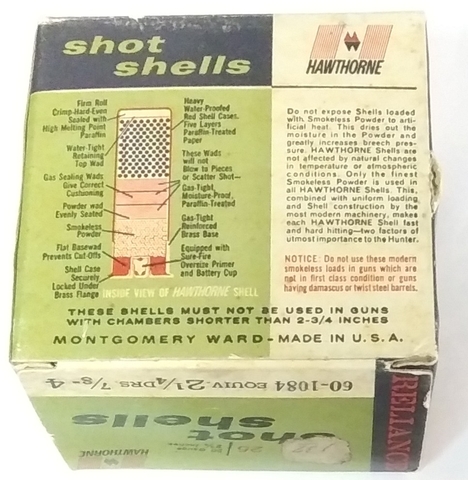 shot
shells
HAWTHORNE
Firm Roll
Crimp-Hard-Even
Sealed with
High Melting Point
Paraffin
Water-Tight
Retaining
Top Wad
Gas Sealing Wads
Give Correct
Cushioning
Powder wad
Evenly Seated
Smokeless
Powder
Flat Basewad
Prevents Cut-Offs
Shell Case
Securely
Locked Under
Brass Flange
Heavy
Water-Proofed
Red Shell Cases.
Five Layers
Paraffin-Treated
Paper
These Wads
will not
Blow to Pieces
or Scatter Shot—
Gas-Tight,
Moisture-Proof,
Paraffin-Treated
Gas-Tight
Reinforced
Brass Base
Equipped with
Sure-Fire
Oversize Primer
and Battery Cup
INSIDE VIEW OF HAWTHORNE SHELL
Do not expose Shells loaded
with Smokeless Powder to arti-
ficial heat. This dries out the
moisture in the Powder and
greatly increases breech pres-
sure. HAWTHORNE Shells are
not affected by natural changes
in temperature or atmospheric
conditions. Only the finest
Smokeless Powder is used in
all HAWTHORNE Shells. This,
combined with uniform loading
and Shell construction by the
most modern machinery, makes
each HAWTHORNE Shell fast
and hard hitting—two factors of
utmost importance to the Hunter.
NOTICE: Do not use these modern
smokeless loads in guns which are
not in first class condition or guns
having damascus or twist steel barrels.
THESE SHELLS MUST NOT BE USED IN GUNS
WITH CHAMBERS SHORTER THAN 2-3/4 INCHES
MONTGOMERY WARD-MADE IN U.S.A.
60-1084 EQUIV. 2 1/4 DRS. 7/8-4
RELIANCE
shot
shells
HAWTHORNE